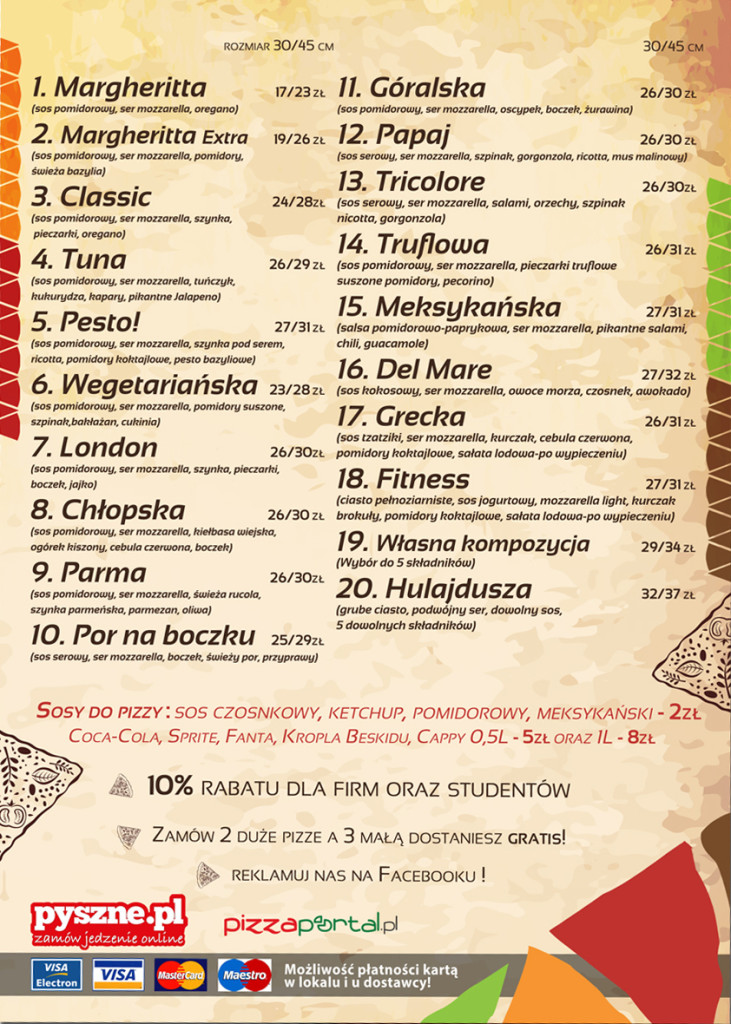 ROZMIAR 30/45 CM
1. Margheritta 17/23 ZŁ
(sos pomidorowy, ser mozzarella, oregano)
2. Margheritta Extra 19/26 ZŁ
(sos pomidorowy, ser mozzarella, pomidory,
świeża bazylia)
3. Classic 24/28ZŁ
(sos pomidorowy, ser mozzarella, szynka,
pieczarki, oregano)
4. Tuna 26/29 ZŁ
(sos pomidorowy, ser mozzarella, tuńczyk,
kukurydza, kapary, pikantne Jalapeno)
5. Pesto! 27/31 ZŁ
(sos pomidorowy, ser mozzarella, szynka pod serem,
ricotta, pomidory koktajlowe, pesto bazyliowe)
6. Wegetariańska 23/28 ZŁ
(sos pomidorowy, ser mozzarella, pomidory suszone,
szpinak,bakłażan, cukinia)
7. London 26/30ZŁ
(sos pomidorowy, ser mozzarella, szynka, pieczarki,
boczek, jajko)
8. Chłopska 26/30 ZŁ
(sos pomidorowy, ser mozzarella, kiełbasa wiejska,
ogórek kiszony, cebula czerwona, boczek)
9. Parma 26/30ZŁ
(sos pomidorowy, ser mozzarella, świeża rucola,
szynka parmeńska, parmezan, oliwa)
10. Por na boczku 25/29ZŁ
(sos serowy, ser mozzarella, boczek, świeży por, przyprawy)
30/45 CM
11. Góralska 26/30 ZŁ
(sos pomidorowy, ser mozzarella, oscypek, boczek, żurawina)
12. Papaj 26/30 ZŁ
(sos serowy, ser mozzarella, szpinak, gorgonzola, ricotta, mus malinowy)
13. Tricolore 26/30ZŁ
(sos serowy, ser mozzarella, salami, orzechy, szpinak
nicotta, gorgonzola)
14. Truflowa 26/31 ZŁ
(sos pomidorowy, ser mozzarella, pieczarki truflowe
suszone pomidory, pecorino)
15. Meksykańska 27/31 ZŁ
(salsa pomidorowo-paprykowa, ser mozzarella, pikantne salami,
chili, guacamole)
16. Del Mare 27/32 ZŁ
(sos kokosowy, ser mozzarella, owoce morza, czosnek, awokado)
17. Grecka 26/31 ZŁ
(sos tzatziki, ser mozzarella, kurczak, cebula czerwona,
pomidory koktajlowe, sałata lodowa-po wypieczeniu)
18. Fitness 27/31 ZŁ
(ciasto pełnoziarniste, sos jogurtowy, mozzarella light, kurczak
brokuły, pomidory koktajlowe, sałata lodowa-po wypieczeniu)
19. Własna kompozycja 29/34 ZŁ
(Wybór do 5 składników)
20. Hulajdusza 32/37 ZŁ
(grube ciasto, podwójny ser, dowolny sos,
5 dowolnych składników)
SOSY DO PIZZY : SOS CZOSNKOWY, KETCHUP, POMIDOROWY, MEKSYKAŃSKI - 2ZŁ
COCA-COLA, SPRITE, FANTA, KROPLA BESKIDU, CAPPY 0,5L - 5ZŁ ORAZ 1L - 8ZŁ
10% RABATU DLA FIRM ORAZ STUDENTÓW
ZAMÓW 2 DUŻE PIZZE A 3 MAŁĄ DOSTANIESZ GRATIS!
REKLAMUJ NAS NA FACEBOOKU !
pyszne.pl
zamów jedzenie online
pizzaportal.pl
VISA Electron
VISA
MasterCard
Maestro
Możliwość płatności kartą
w lokalu i u dostawcy!